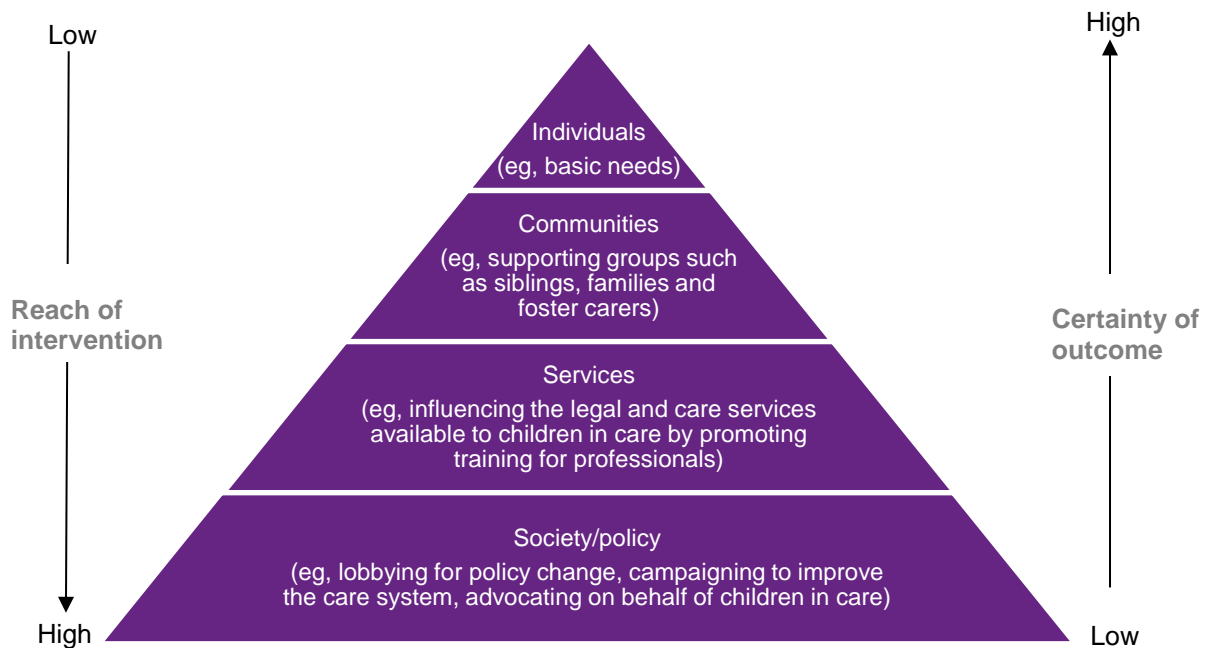 Low
High
Individuals
(eg, basic needs)
Communities
(eg, supporting groups such
as siblings, families and
foster carers)
Reach of
intervention
Certainty of
outcome
Services
(eg, influencing the legal and care services
available to children in care by promoting
training for professionals)
Society/policy
(eg, lobbying for policy change, campaigning to improve
the care system, advocating on behalf of children in care)
High
Low